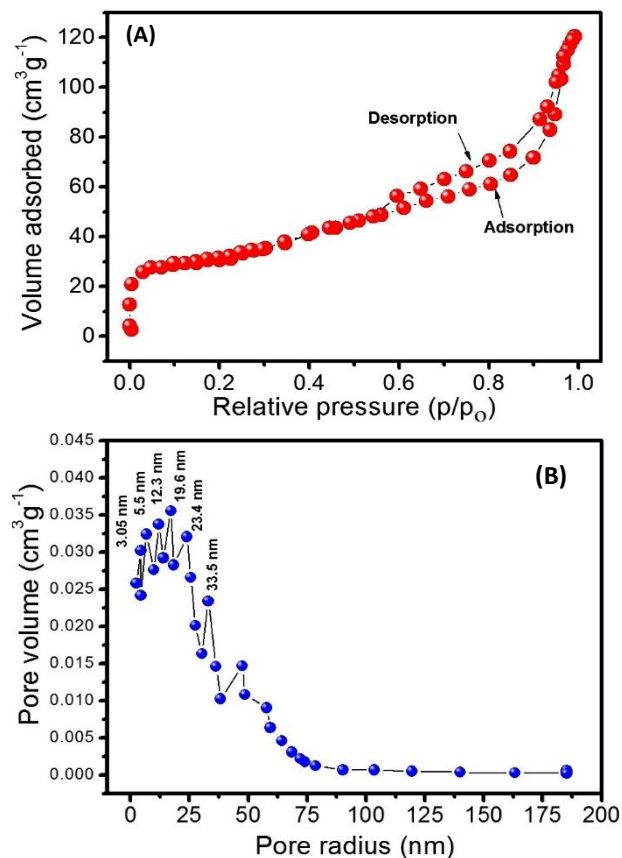 (A)
120
100
80
60
40
20
0
Volume adsorbed (cm³g⁻¹)
Desorption
Adsorption
0.0 0.2 0.4 0.6 0.8 1.0
Relative pressure (p/pₒ)
(B)
0.045
0.040
0.035
0.030
0.025
0.020
0.015
0.010
0.005
0.000
Pore volume (cm³g⁻¹)
3.05 nm
5.5 nm
12.3 nm
19.6 nm
23.4 nm
33.5 nm
0 25 50 75 100 125 150 175 200
Pore radius (nm)